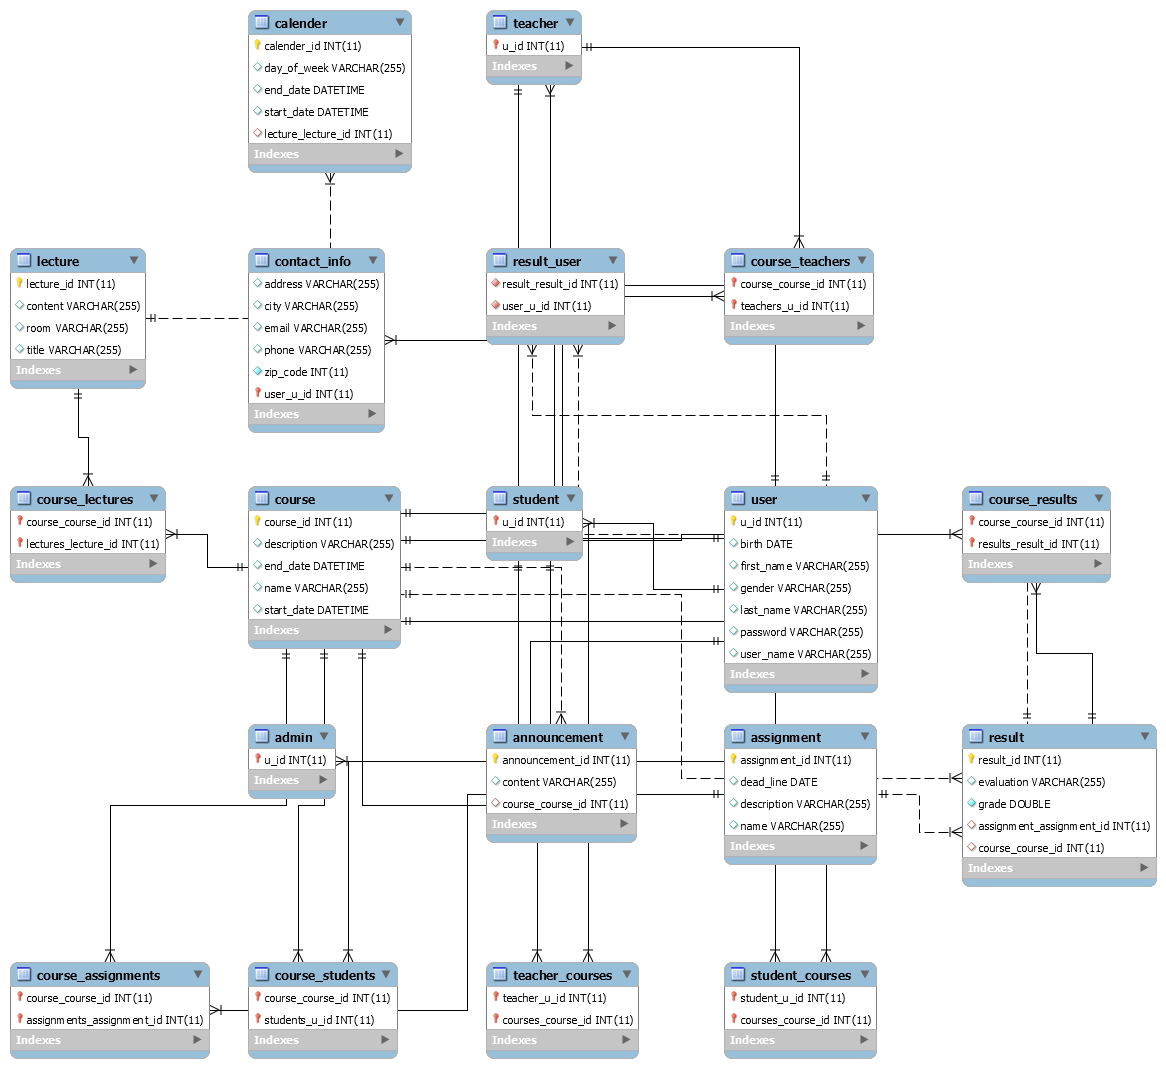 calender
calender_id INT(11)
day_of_week VARCHAR(255)
end_date DATETIME
start_date DATETIME
lecture_lecture_id INT(11)
Indexes
teacher
u_id INT(11)
Indexes
lecture
lecture_id INT(11)
content VARCHAR(255)
room VARCHAR(255)
title VARCHAR(255)
Indexes
contact_info
address VARCHAR(255)
city VARCHAR(255)
email VARCHAR(255)
phone VARCHAR(255)
zip_code INT(11)
user_u_id INT(11)
Indexes
result_user
result_result_id INT(11)
user_u_id INT(11)
Indexes
course_teachers
course_course_id INT(11)
teachers_u_id INT(11)
Indexes
course_lectures
course_course_id INT(11)
lectures_lecture_id INT(11)
Indexes
course
course_id INT(11)
description VARCHAR(255)
end_date DATETIME
name VARCHAR(255)
start_date DATETIME
Indexes
student
u_id INT(11)
Indexes
user
u_id INT(11)
birth DATE
first_name VARCHAR(255)
gender VARCHAR(255)
last_name VARCHAR(255)
password VARCHAR(255)
user_name VARCHAR(255)
Indexes
course_results
course_course_id INT(11)
results_result_id INT(11)
Indexes
admin
u_id INT(11)
Indexes
announcement
announcement_id INT(11)
content VARCHAR(255)
course_course_id INT(11)
Indexes
assignment
assignment_id INT(11)
dead_line DATE
description VARCHAR(255)
name VARCHAR(255)
Indexes
result
result_id INT(11)
evaluation VARCHAR(255)
grade DOUBLE
assignment_assignment_id INT(11)
course_course_id INT(11)
Indexes
course_assignments
course_course_id INT(11)
assignments_assignment_id INT(11)
Indexes
course_students
course_course_id INT(11)
students_u_id INT(11)
Indexes
teacher_courses
teacher_u_id INT(11)
courses_course_id INT(11)
Indexes
student_courses
student_u_id INT(11)
courses_course_id INT(11)
Indexes